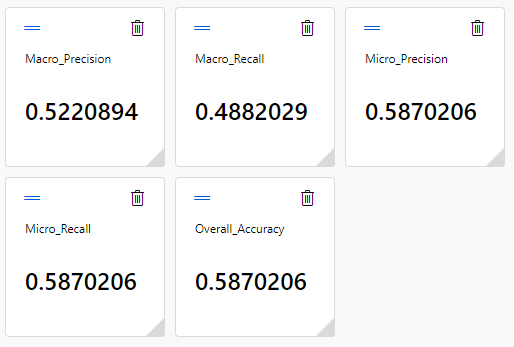 Macro_Precision
0.5220894
Macro_Recall
0.4882029
Micro_Precision
0.5870206
Micro_Recall
0.5870206
Overall_Accuracy
0.5870206